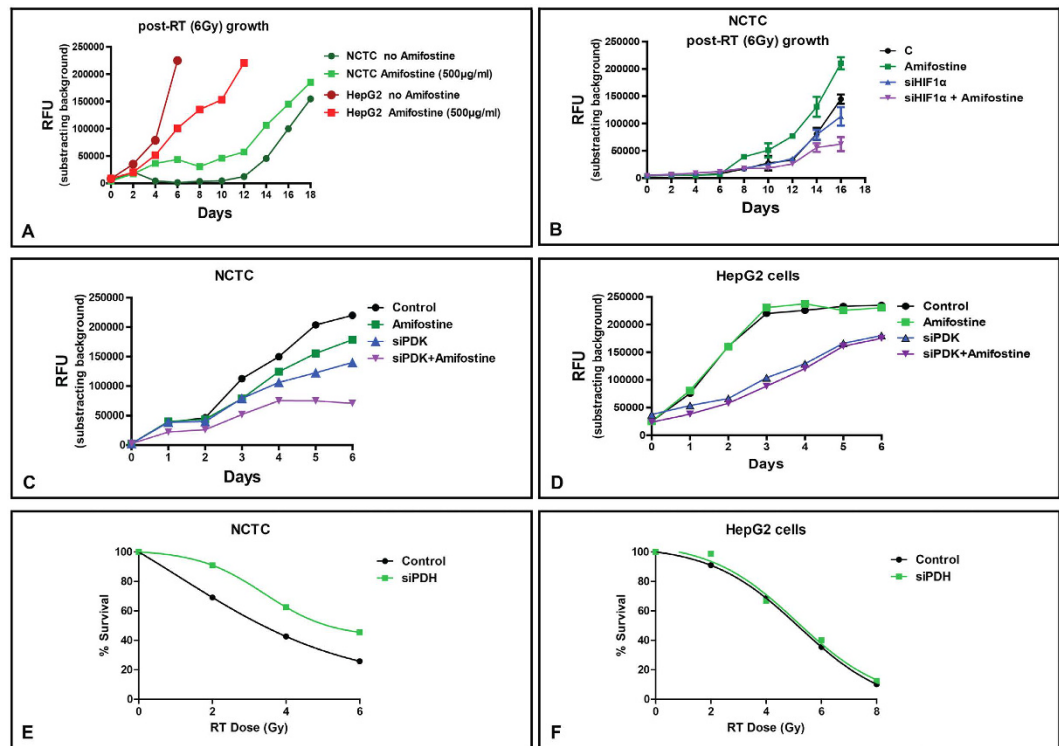 post-RT (6Gy) growth
250000
200000
150000
100000
50000
0
RFU
(substracting background)
0 2 4 6 8 10 12 14 16 18
Days
NCTC no Amifostine
NCTC Amifostine (500µg/ml)
HepG2 no Amifostine
HepG2 Amifostine (500µg/ml)
A
NCTC
post-RT (6Gy) growth
250000
200000
150000
100000
50000
0
RFU
(substracting background)
0 2 4 6 8 10 12 14 16 18
Days
C
Amifostine
siHIF1α
siHIF1α + Amifostine
B
NCTC
250000
200000
150000
100000
50000
0
RFU
(substracting background)
0 1 2 3 4 5 6
Days
Control
Amifostine
siPDK
siPDK+Amifostine
C
HepG2 cells
250000
200000
150000
100000
50000
0
RFU
(substracting background)
0 1 2 3 4 5 6
Days
Control
Amifostine
siPDK
siPDK+Amifostine
D
NCTC
100
80
60
40
20
0
% Survival
0 2 4 6
RT Dose (Gy)
Control
siPDH
E
HepG2 cells
100
80
60
40
20
0
% Survival
0 2 4 6 8
RT Dose (Gy)
Control
siPDH
F